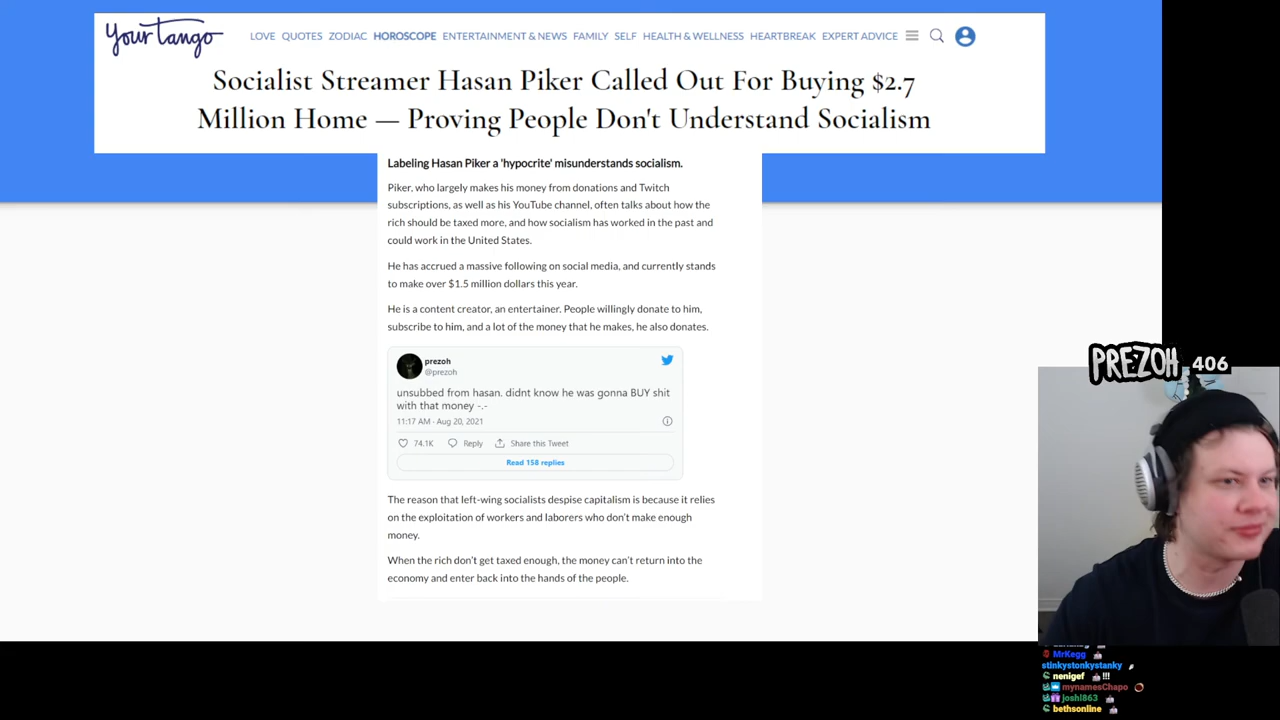 YourTango
LOVE QUOTES ZODIAC HOROSCOPE ENTERTAINMENT & NEWS FAMILY SELF HEALTH & WELLNESS HEARTBREAK EXPERT ADVICE
Socialist Streamer Hasan Piker Called Out For Buying $2.7
Million Home — Proving People Don't Understand Socialism
Labeling Hasan Piker a 'hypocrite' misunderstands socialism.
Piker, who largely makes his money from donations and Twitch
subscriptions, as well as his YouTube channel, often talks about how the
rich should be taxed more, and how socialism has worked in the past and
could work in the United States.
He has accrued a massive following on social media, and currently stands
to make over $1.5 million dollars this year.
He is a content creator, an entertainer. People willingly donate to him,
subscribe to him, and a lot of the money that he makes, he also donates.
prezoh
@prezoh
unsubbed from hasan. didnt know he was gonna BUY shit
with that money -.-
11:17 AM · Aug 20, 2021
74.1K Reply Share this Tweet
Read 158 replies
The reason that left-wing socialists despise capitalism is because it relies
on the exploitation of workers and laborers who don't make enough
money.
When the rich don't get taxed enough, the money can't return into the
economy and enter back into the hands of the people.
PREZOH 406
MrKegg
stinkystonkystanky
nenigef !!!
mynamesChapo
joshl863
bethsonline